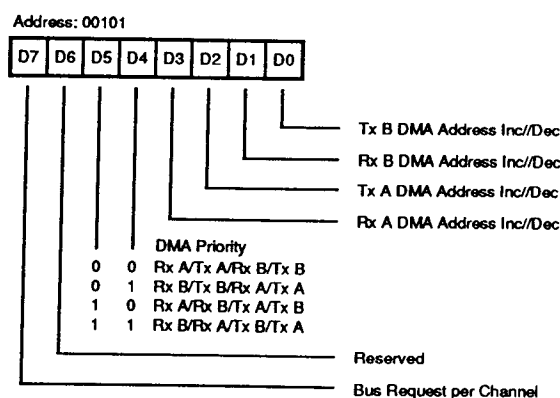 Address: 00101
D7 D6 D5 D4 D3 D2 D1 D0
Tx B DMA Address Inc//Dec
Rx B DMA Address Inc//Dec
Tx A DMA Address Inc//Dec
Rx A DMA Address Inc//Dec
DMA Priority
0 0 Rx A/Tx A/Rx B/Tx B
0 1 Rx B/Tx B/Rx A/Tx A
1 0 Rx A/Rx B/Tx A/Tx B
1 1 Rx B/Rx A/Tx B/Tx A
Reserved
Bus Request per Channel